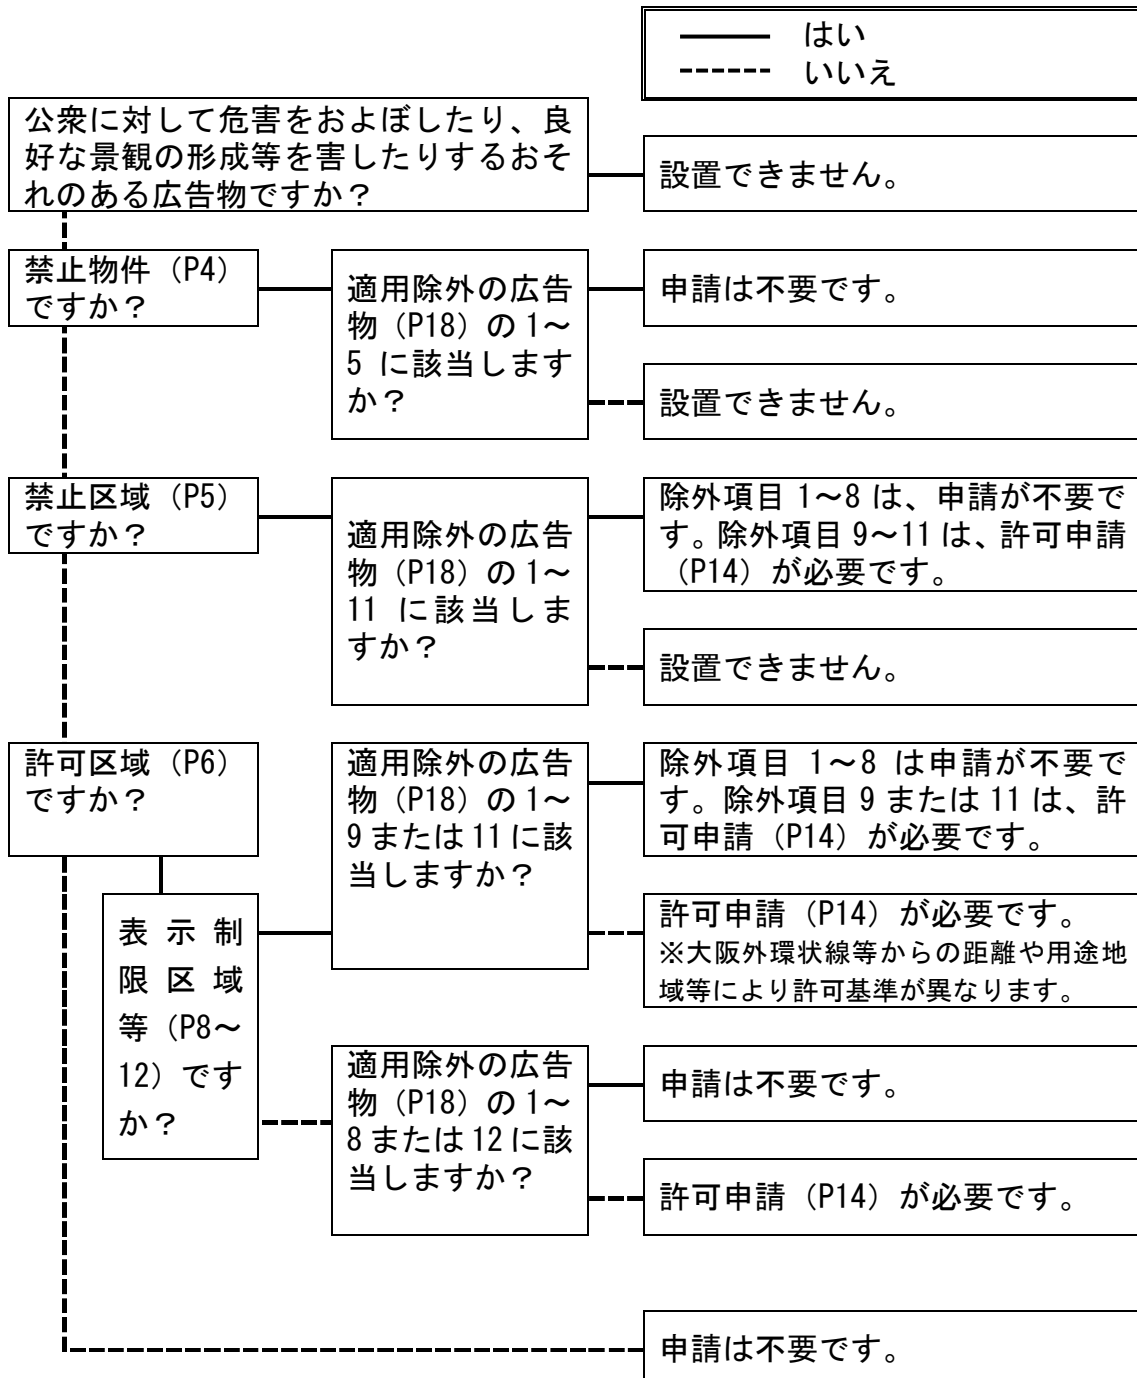 はい
いいえ
公衆に対して危害をおよぼしたり、良
好な景観の形成等を害したりするおそ
れのある広告物ですか？
設置できません。
禁止物件（P4）
ですか？
適用除外の広告
物（P18）の1～
5 に該当します
か？
申請は不要です。
設置できません。
禁止区域（P5）
ですか？
適用除外の広告
物（P18）の1～
11 に該当しま
すか？
除外項目 1～8 は、申請が不要で
す。除外項目 9～11 は、許可申請
（P14）が必要です。
設置できません。
許可区域（P6）
ですか？
適用除外の広告
物（P18）の1～
9 または 11 に該
当しますか？
除外項目 1～8 は申請が不要で
す。除外項目 9 または 11 は、許
可申請（P14）が必要です。
表示制
限区域
等（P8～
12）です
か？
許可申請（P14）が必要です。
※大阪外環状線等からの距離や用途地
域等により許可基準が異なります。
適用除外の広告
物（P18）の1～
8 または 12 に該
当しますか？
申請は不要です。
許可申請（P14）が必要です。
申請は不要です。